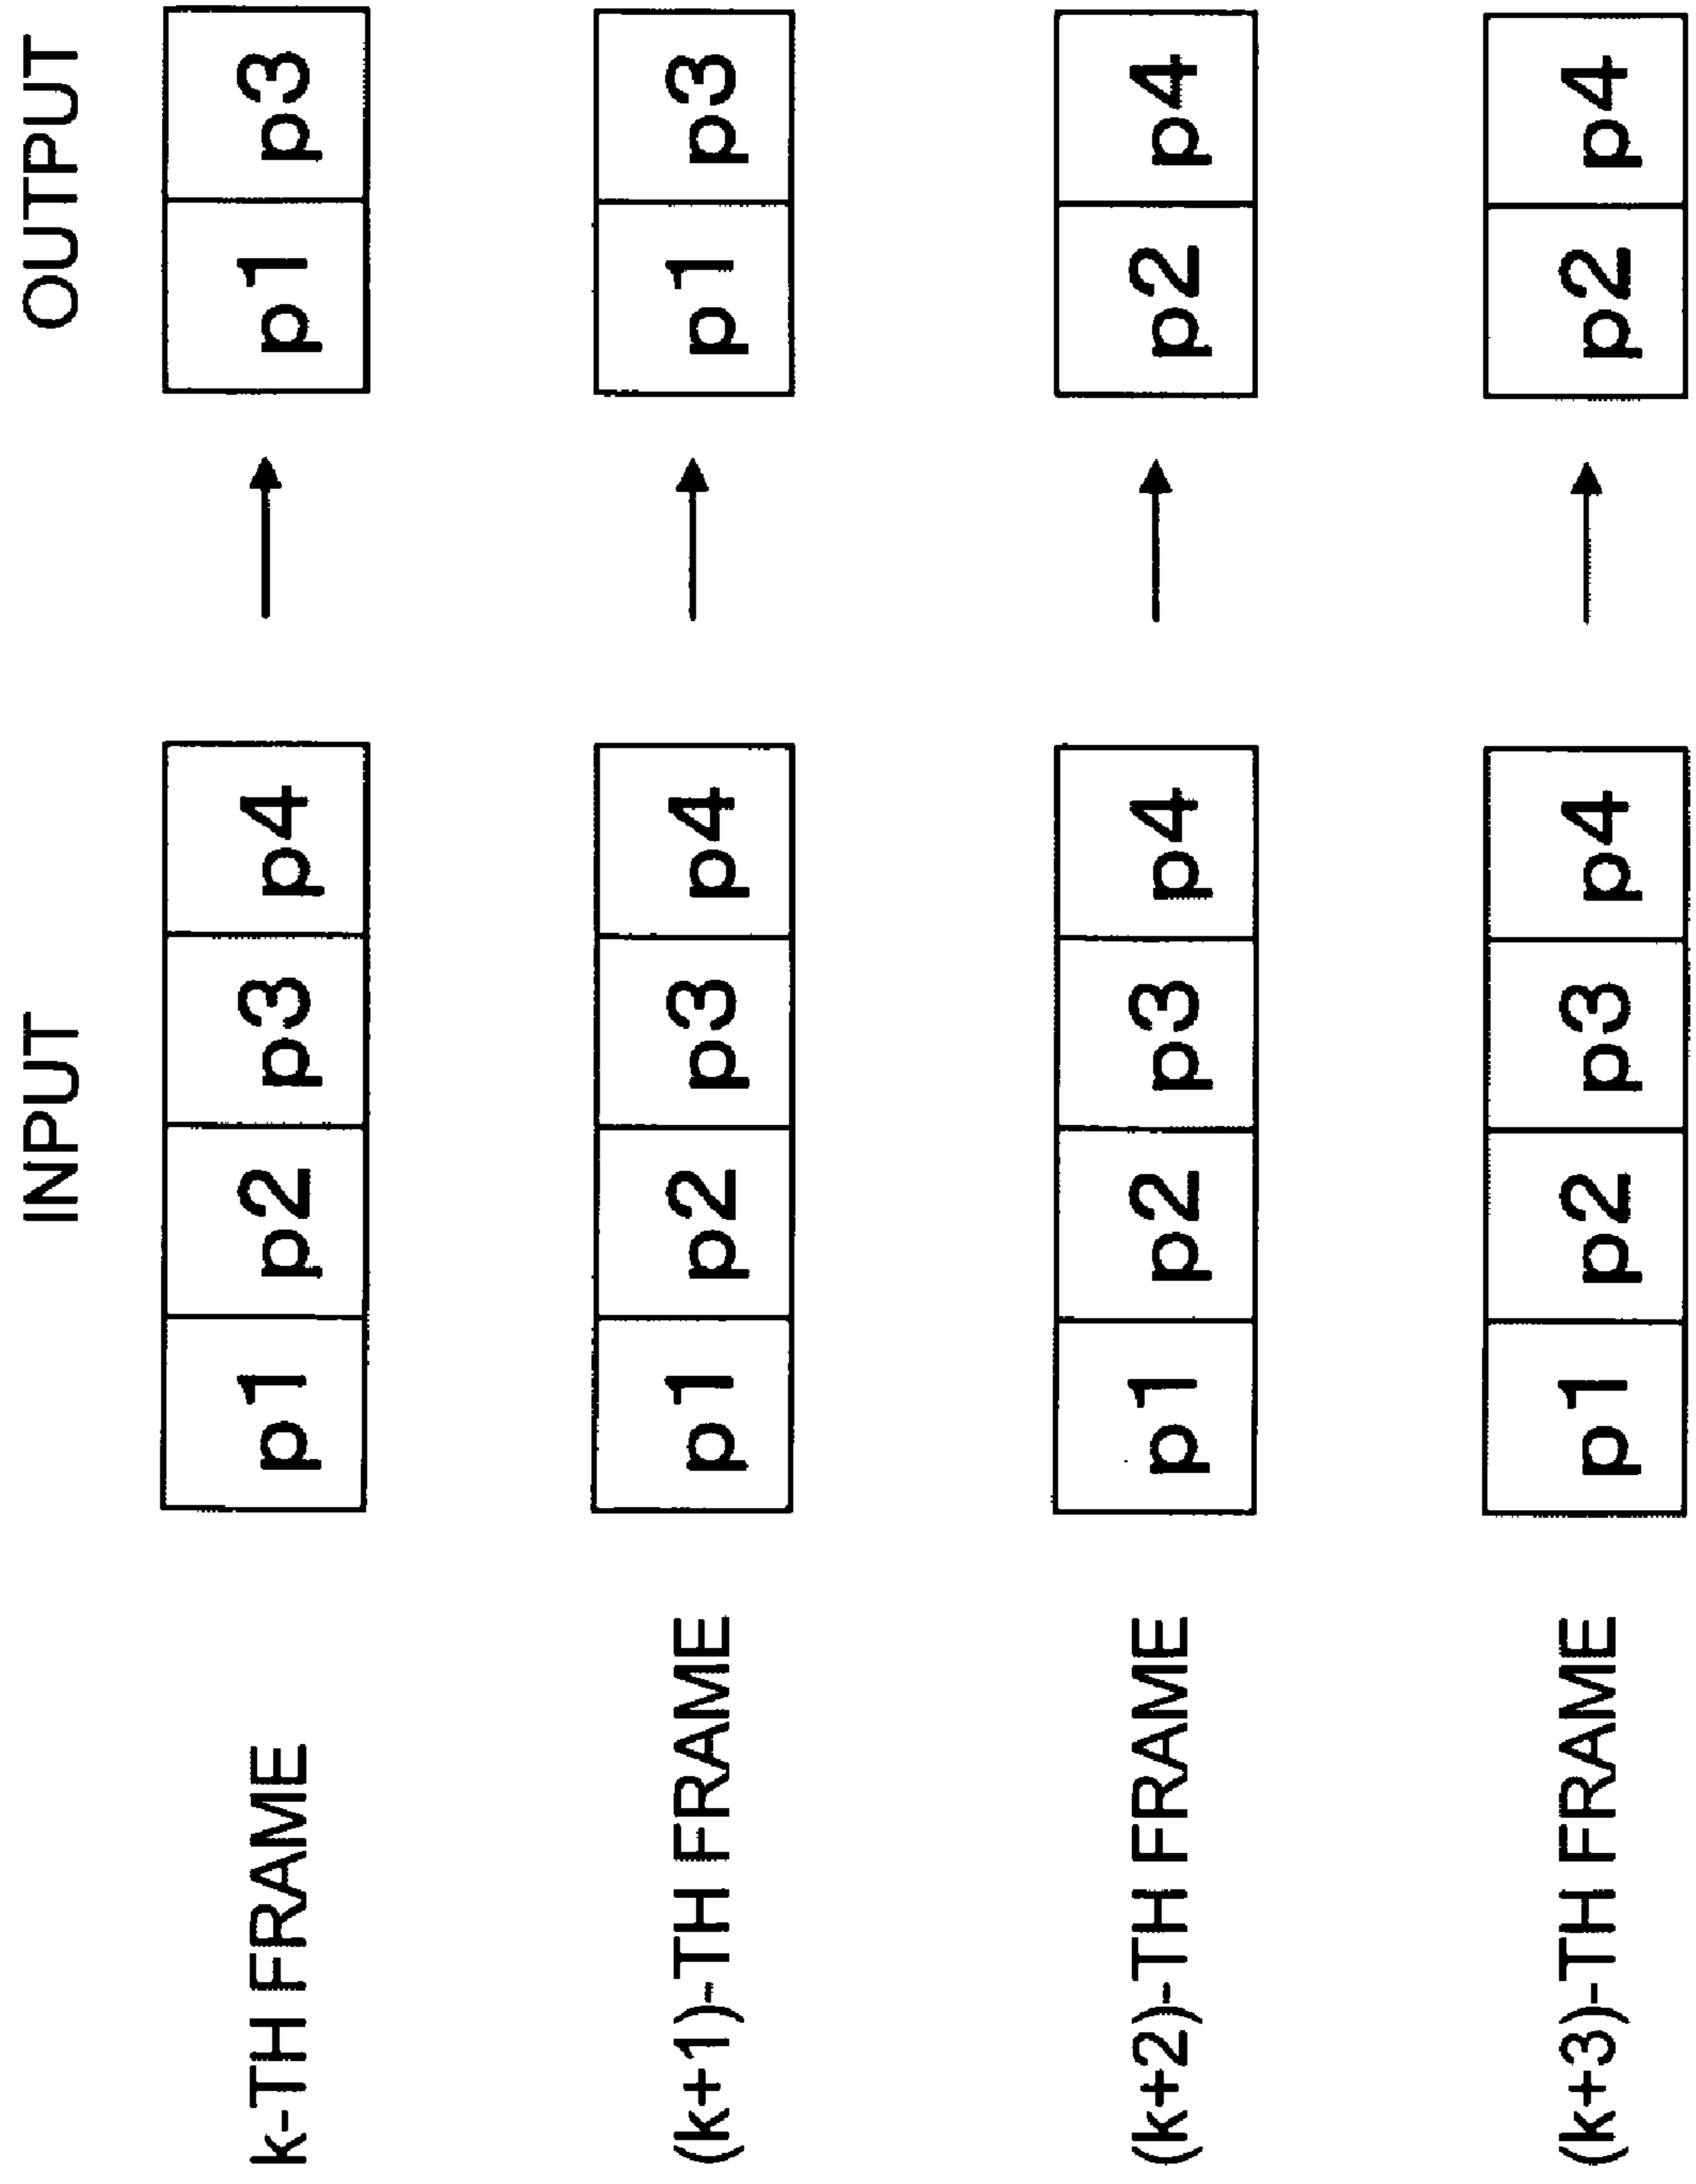 INPUT OUTPUT
k-TH FRAME p1 p2 p3 p4 p1 p3
(k+1)-TH FRAME p1 p2 p3 p4 p1 p3
(k+2)-TH FRAME p1 p2 p3 p4 p2 p4
(k+3)-TH FRAME p1 p2 p3 p4 p2 p4